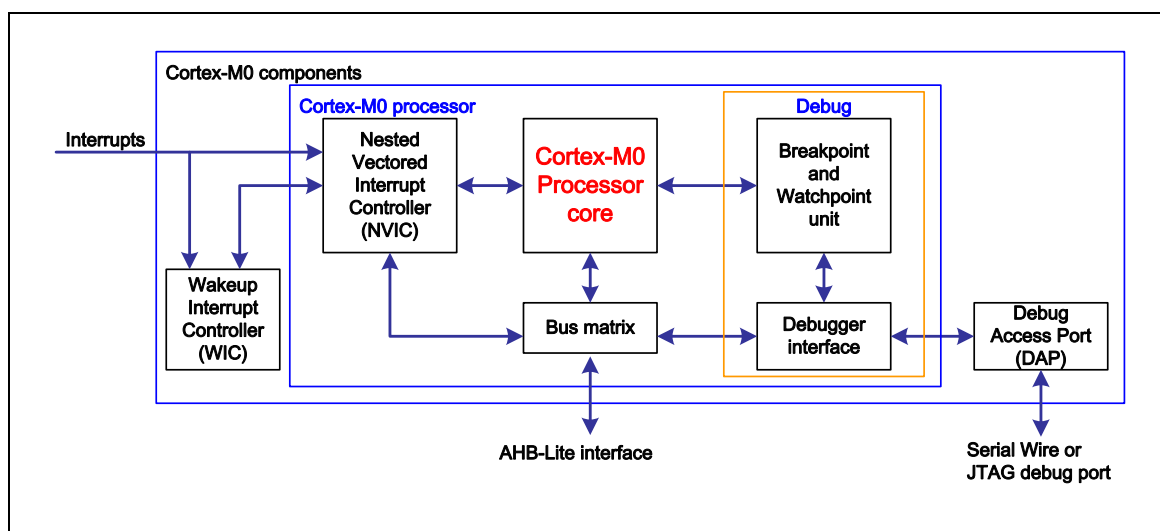 Cortex-M0 components
Cortex-M0 processor
Debug
Interrupts
Nested
Vectored
Interrupt
Controller
(NVIC)
Cortex-M0
Processor
core
Breakpoint
and
Watchpoint
unit
Wakeup
Interrupt
Controller
(WIC)
Bus matrix
Debugger
interface
Debug
Access Port
(DAP)
AHB-Lite interface
Serial Wire or
JTAG debug port